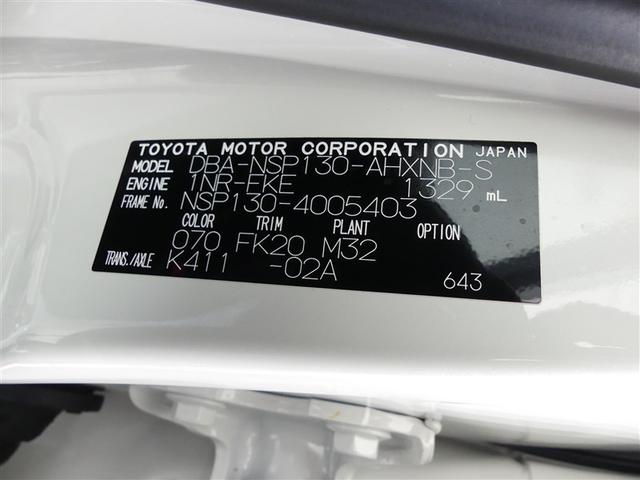 TOYOTA MOTOR CORPORATION JAPAN
MODEL DBA-NSP130-AHXNB-S
ENGINE 1NR-FKE 1329 mL
FRAME No. NSP130-4005403
COLOR TRIM PLANT OPTION
070 FK20 M32
TRANS./AXLE K411 -02A
643